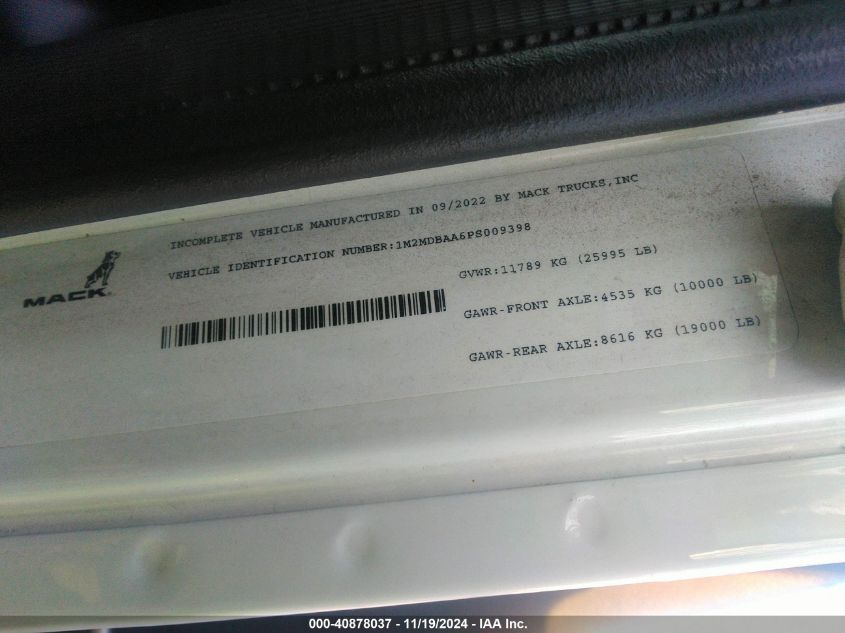 INCOMPLETE VEHICLE MANUFACTURED IN 09/2022 BY MACK TRUCKS,INC
VEHICLE IDENTIFICATION NUMBER:1M2MDBAA6PS009398
GVWR:11789 KG (25995 LB)
MACK
GAWR-FRONT AXLE:4535 KG (10000 LB)
GAWR-REAR AXLE:8616 KG (19000 LB)
000-40878037 - 11/19/2024 - IAA Inc.